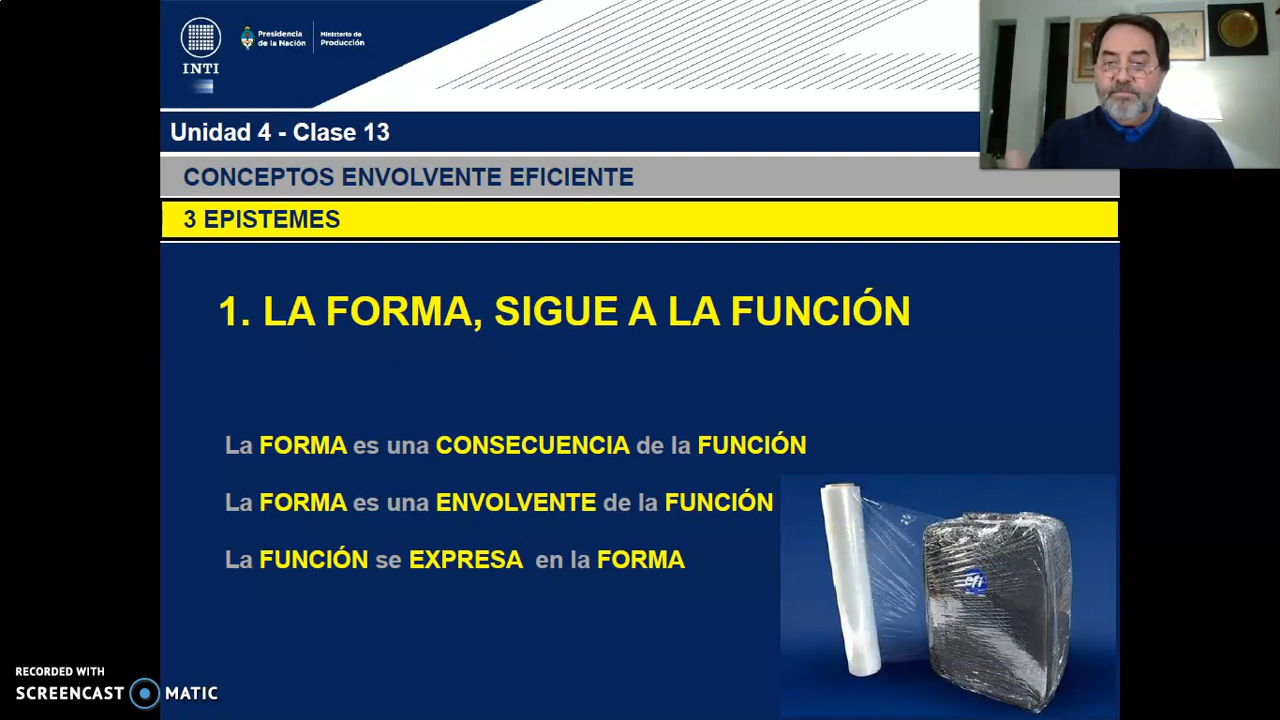 INTI
Presidencia
de la Nación
Ministerio de
Producción
Unidad 4 - Clase 13
CONCEPTOS ENVOLVENTE EFICIENTE
3 EPISTEMES
1. LA FORMA, SIGUE A LA FUNCIÓN
La FORMA es una CONSECUENCIA de la FUNCIÓN
La FORMA es una ENVOLVENTE de la FUNCIÓN
La FUNCIÓN se EXPRESA en la FORMA
efi
RECORDED WITH
SCREENCAST MATIC